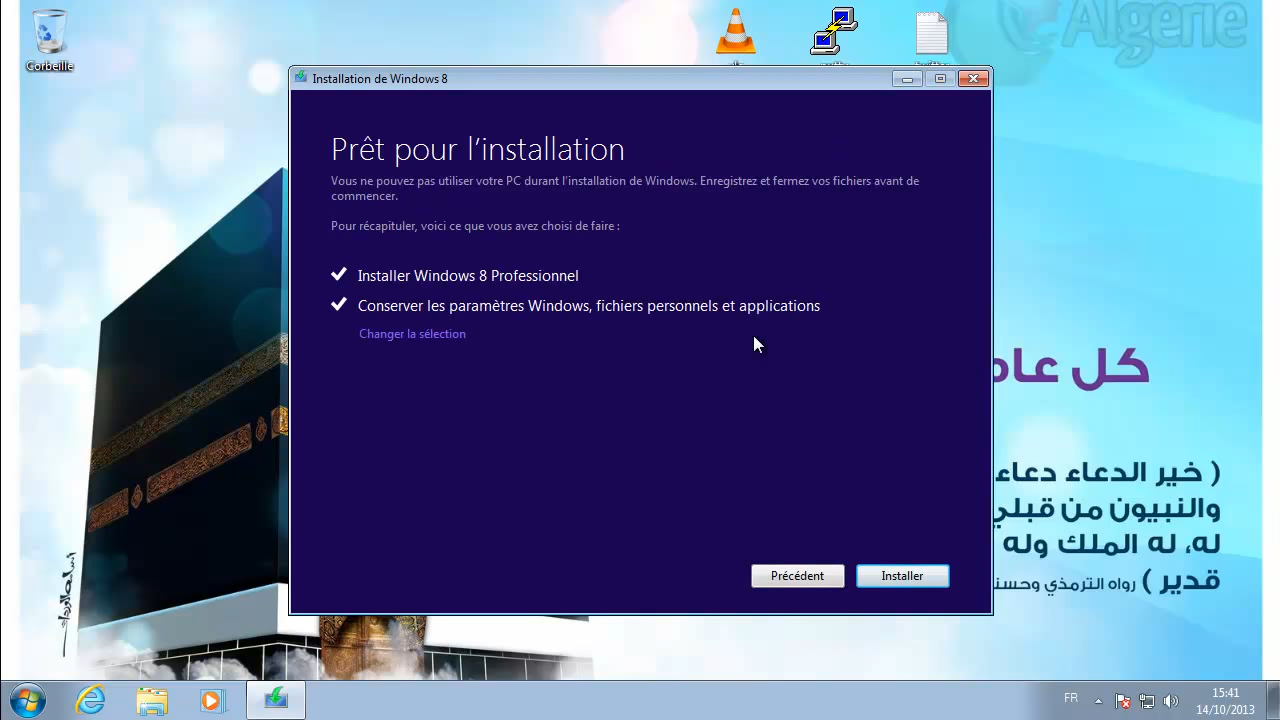 Algerie
Corbeille
Installation de Windows 8
Prêt pour l'installation
Vous ne pouvez pas utiliser votre PC durant l'installation de Windows. Enregistrez et fermez vos fichiers avant de
commencer.
Pour récapituler, voici ce que vous avez choisi de faire :
Installer Windows 8 Professionnel
Conserver les paramètres Windows, fichiers personnels et applications
Changer la sélection
Précédent
Installer
كل عام
( خير الدعاء دعاء
والنبيون من قبلي
له، له الملك وله
قدير ) رواه الترمذي وحسنه
FR
15:41
14/10/2013